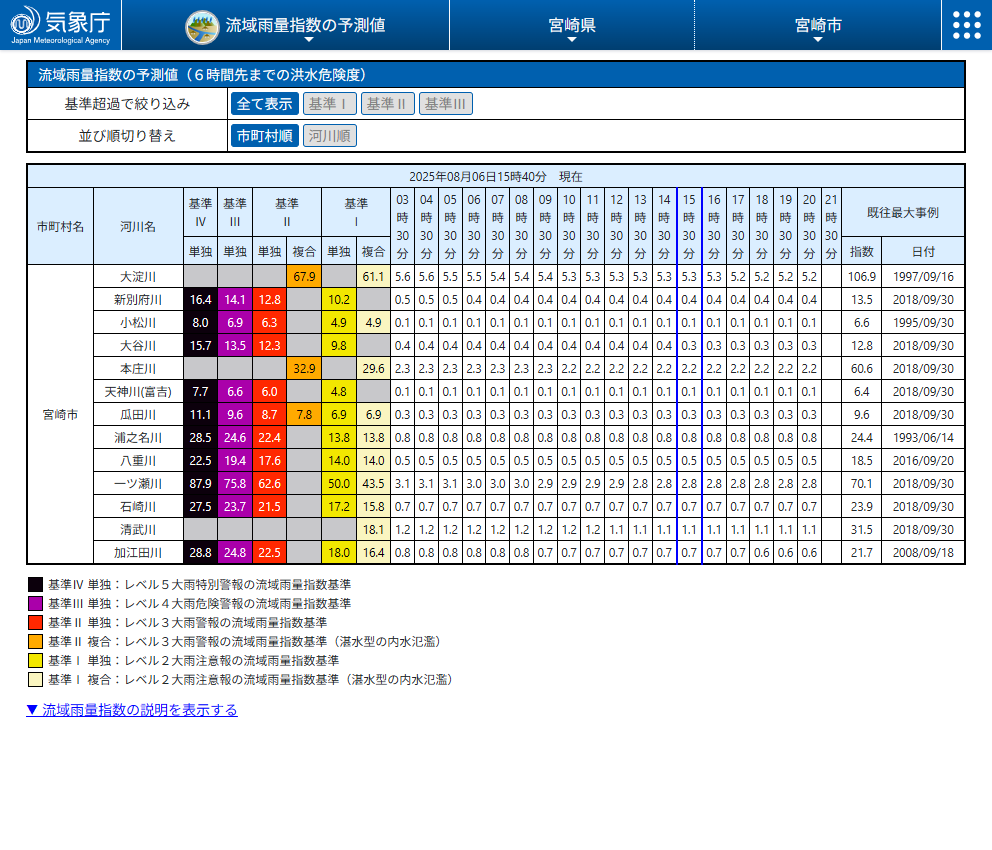 気象庁
Japan Meteorological Agency
流域雨量指数の予測値
宮崎県
宮崎市
流域雨量指数の予測値（６時間先までの洪水危険度）
基準超過で絞り込み 全て表示 基準Ⅰ 基準Ⅱ 基準Ⅲ
並び順切り替え 市町村順 河川順
2025年08月06日15時40分　現在
市町村名 河川名 基準Ⅳ 基準Ⅲ 基準Ⅱ 基準Ⅰ 03時30分 04時30分 05時30分 06時30分 07時30分 08時30分 09時30分 10時30分 11時30分 12時30分 13時30分 14時30分 15時30分 16時30分 17時30分 18時30分 19時30分 20時30分 21時30分 既往最大事例
単独 単独 単独 複合 単独 複合 指数 日付
宮崎市
大淀川 67.9 61.1 5.6 5.6 5.5 5.5 5.4 5.4 5.4 5.3 5.3 5.3 5.3 5.3 5.3 5.3 5.2 5.2 5.2 5.2 106.9 1997/09/16
新別府川 16.4 14.1 12.8 10.2 0.5 0.5 0.5 0.4 0.4 0.4 0.4 0.4 0.4 0.4 0.4 0.4 0.4 0.4 0.4 0.4 0.4 0.4 13.5 2018/09/30
小松川 8.0 6.9 6.3 4.9 4.9 0.1 0.1 0.1 0.1 0.1 0.1 0.1 0.1 0.1 0.1 0.1 0.1 0.1 0.1 0.1 0.1 0.1 0.1 6.6 1995/09/30
大谷川 15.7 13.5 12.3 9.8 0.4 0.4 0.4 0.4 0.4 0.4 0.4 0.4 0.4 0.4 0.4 0.4 0.3 0.3 0.3 0.3 0.3 0.3 12.8 2018/09/30
本庄川 32.9 29.6 2.3 2.3 2.3 2.3 2.3 2.3 2.3 2.2 2.2 2.2 2.2 2.2 2.2 2.2 2.2 2.2 2.2 2.2 60.6 2018/09/30
天神川(富吉) 7.7 6.6 6.0 4.8 0.1 0.1 0.1 0.1 0.1 0.1 0.1 0.1 0.1 0.1 0.1 0.1 0.1 0.1 0.1 0.1 0.1 0.1 6.4 2018/09/30
瓜田川 11.1 9.6 8.7 7.8 6.9 6.9 0.3 0.3 0.3 0.3 0.3 0.3 0.3 0.3 0.3 0.3 0.3 0.3 0.3 0.3 0.3 0.3 0.3 0.3 9.6 2018/09/30
浦之名川 28.5 24.6 22.4 13.8 13.8 0.8 0.8 0.8 0.8 0.8 0.8 0.8 0.8 0.8 0.8 0.8 0.8 0.8 0.8 0.8 0.8 0.8 0.8 24.4 1993/06/14
八重川 22.5 19.4 17.6 14.0 14.0 0.5 0.5 0.5 0.5 0.5 0.5 0.5 0.5 0.5 0.5 0.5 0.5 0.5 0.5 0.5 0.5 0.5 0.5 18.5 2016/09/20
一ツ瀬川 87.9 75.8 62.6 50.0 43.5 3.1 3.1 3.1 3.0 3.0 3.0 2.9 2.9 2.9 2.9 2.8 2.8 2.8 2.8 2.8 2.8 2.8 2.8 70.1 2018/09/30
石崎川 27.5 23.7 21.5 17.2 15.8 0.7 0.7 0.7 0.7 0.7 0.7 0.7 0.7 0.7 0.7 0.7 0.7 0.7 0.7 0.7 0.7 0.7 0.7 23.9 2018/09/30
清武川 18.1 1.2 1.2 1.2 1.2 1.2 1.2 1.2 1.2 1.2 1.1 1.1 1.1 1.1 1.1 1.1 1.1 1.1 1.1 31.5 2018/09/30
加江田川 28.8 24.8 22.5 18.0 16.4 0.8 0.8 0.8 0.8 0.8 0.8 0.7 0.7 0.7 0.7 0.7 0.7 0.7 0.7 0.7 0.6 0.6 0.6 21.7 2008/09/18
基準Ⅳ 単独：レベル５大雨特別警報の流域雨量指数基準
基準Ⅲ 単独：レベル４大雨危険警報の流域雨量指数基準
基準Ⅱ 単独：レベル３大雨警報の流域雨量指数基準
基準Ⅱ 複合：レベル３大雨警報の流域雨量指数基準（湛水型の内水氾濫）
基準Ⅰ 単独：レベル２大雨注意報の流域雨量指数基準
基準Ⅰ 複合：レベル２大雨注意報の流域雨量指数基準（湛水型の内水氾濫）
▼ 流域雨量指数の説明を表示する